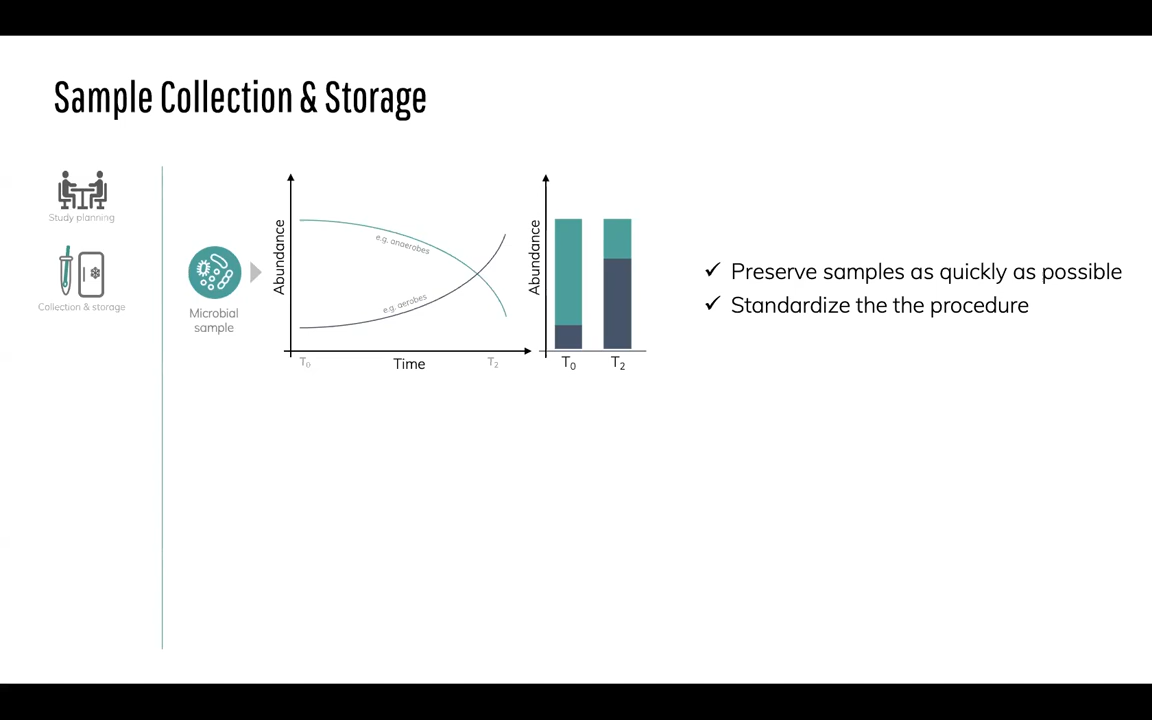 Sample Collection & Storage
Study planning
Collection & storage
Microbial
sample
Abundance
e.g. anaerobes
e.g. aerobes
T0
Time
T2
Abundance
T0
T2
✓ Preserve samples as quickly as possible
✓ Standardize the the procedure